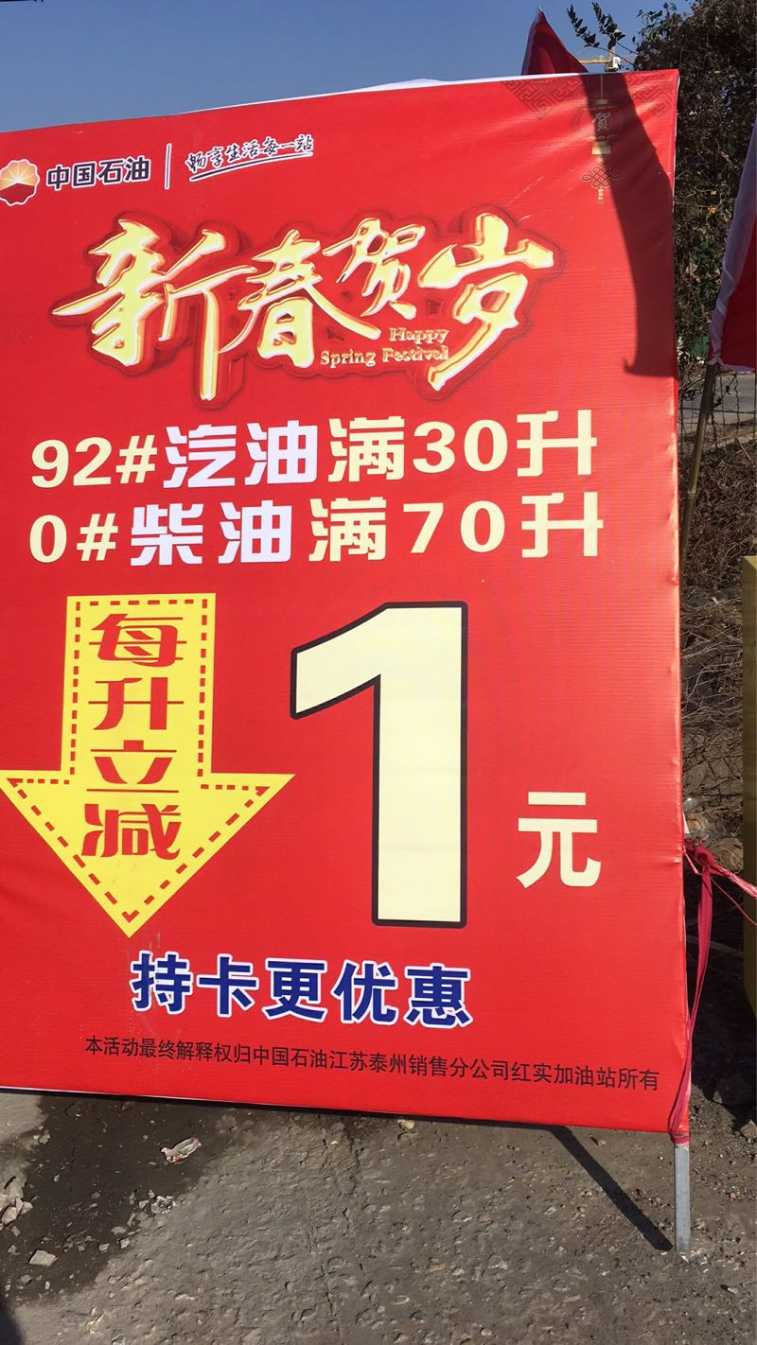 中国石油 畅享生活每一站
新春贺岁
Happy
Spring Festival
92#汽油满30升
0#柴油满70升
每升立减
1元
持卡更优惠
本活动最终解释权归中国石油江苏泰州销售分公司红实加油站所有